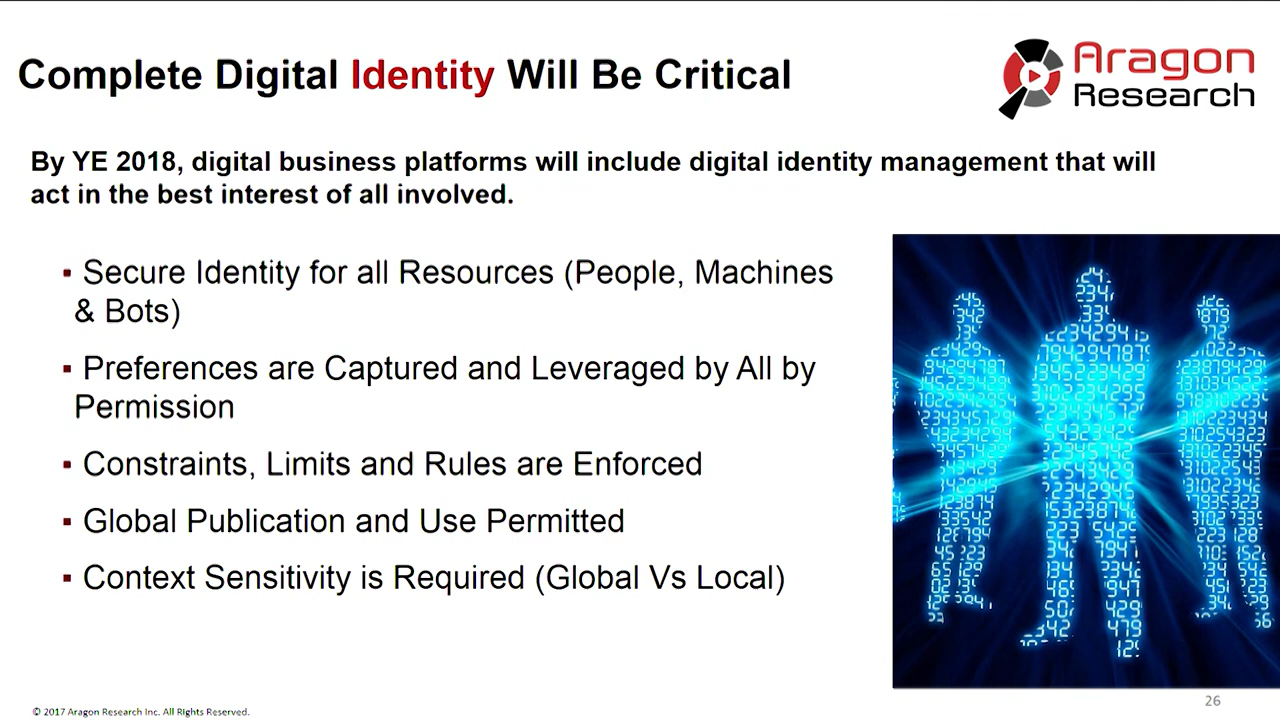 Complete Digital Identity Will Be Critical
Aragon
Research
By YE 2018, digital business platforms will include digital identity management that will
act in the best interest of all involved.
▪ Secure Identity for all Resources (People, Machines
& Bots)
▪ Preferences are Captured and Leveraged by All by
Permission
▪ Constraints, Limits and Rules are Enforced
▪ Global Publication and Use Permitted
▪ Context Sensitivity is Required (Global Vs Local)
© 2017 Aragon Research Inc. All Rights Reserved.
26